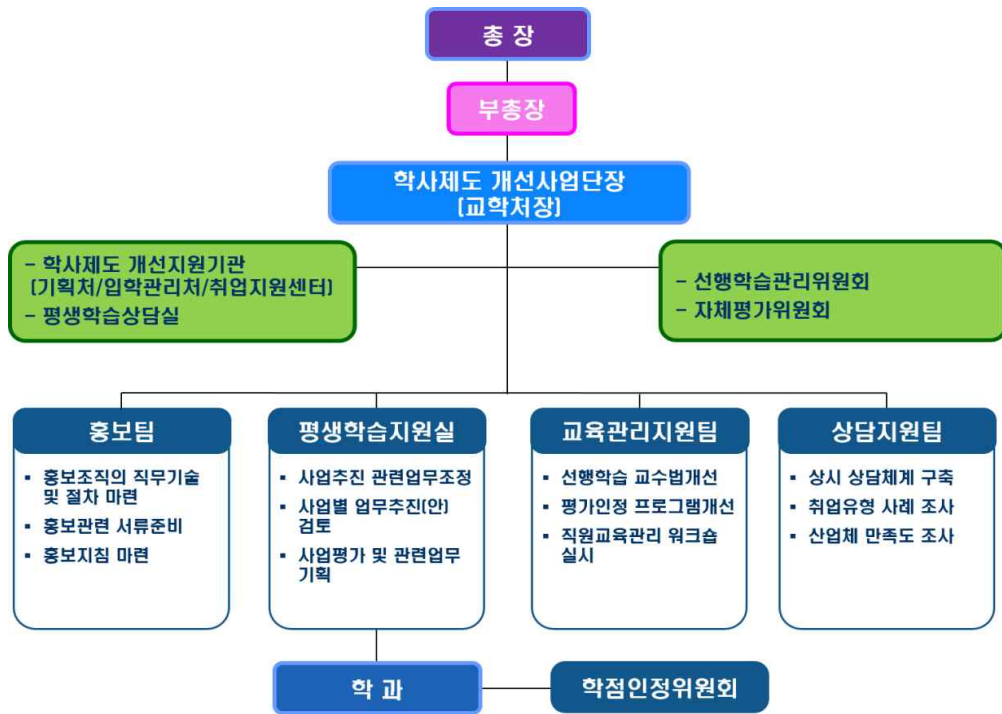 총 장
부총장
학사제도 개선사업단장
(교학처장)
- 학사제도 개선지원기관
(기획처/입학관리처/취업지원센터)
- 평생학습상담실
- 선행학습관리위원회
- 자체평가위원회
홍보팀
▪ 홍보조직의 직무기술
및 절차 마련
▪ 홍보관련 서류준비
▪ 홍보지침 마련
평생학습지원실
▪ 사업추진 관련업무조정
▪ 사업별 업무추진(안)
검토
▪ 사업평가 및 관련업무
기획
교육관리지원팀
▪ 선행학습 교수법개선
▪ 평가인정 프로그램개선
▪ 직원교육관리 워크숍
실시
상담지원팀
▪ 상시 상담체계 구축
▪ 취업유형 사례 조사
▪ 산업체 만족도 조사
학 과
학점인정위원회